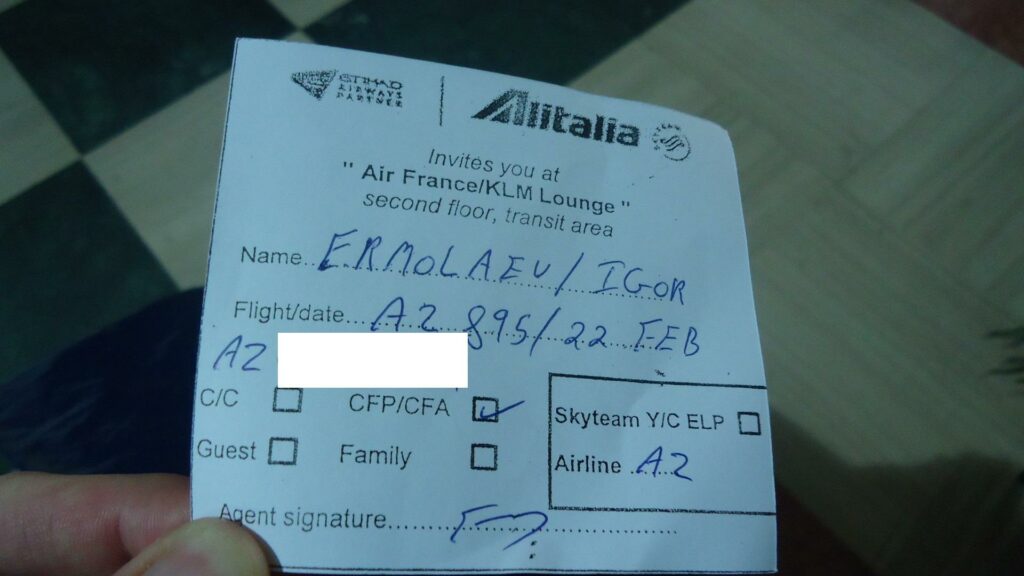 ETIHAD
AIRWAYS
PARTNER
Alitalia
SKYTEAM
Invites you at
" Air France/KLM Lounge "
second floor, transit area
Name..ERMOLAEV/IGOR
Flight/date....AZ 895/22 FEB
AZ
C/C CFP/CFA
Guest Family
Skyteam Y/C ELP
Airline ..AZ
Agent signature